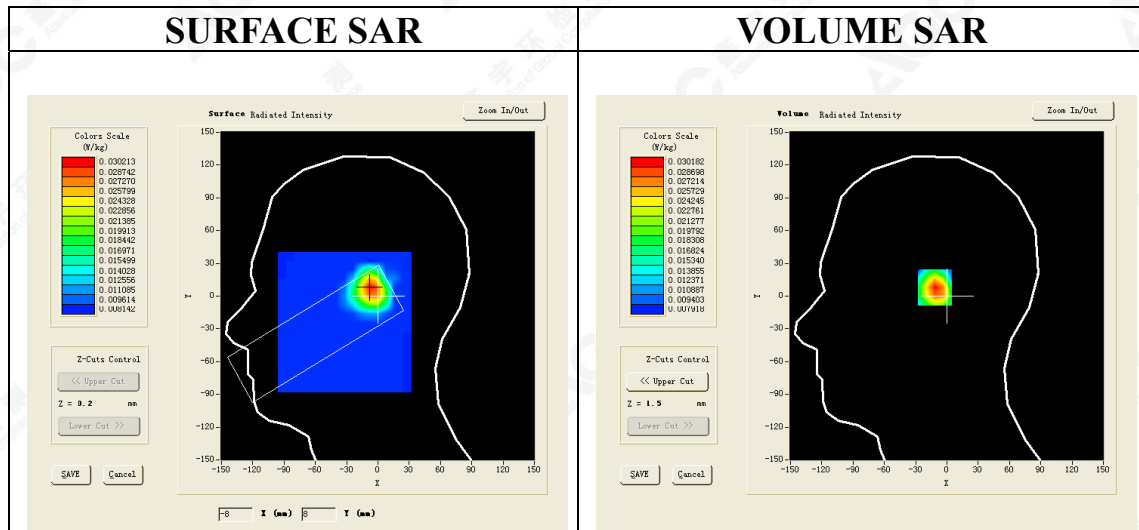 SURFACE SAR
VOLUME SAR
Surface Radiated Intensity
Zoom In/Out
Colors Scale
(W/kg)
0.030213
0.028742
0.027270
0.025799
0.024328
0.022856
0.021385
0.019913
0.018442
0.016971
0.015499
0.014028
0.012556
0.011085
0.009614
0.008142
150
120
90
60
30
0
-30
-60
-90
-120
-150
Y
-150 -120 -90 -60 -30 0 30 60 90 120 150
X
Z-Cuts Control
<< Upper Cut
Z = 0.2 mm
Lower Cut >>
SAVE
Cancel
-8 X (mm) 8 Y (mm)
Volume Radiated Intensity
Zoom In/Out
Colors Scale
(W/kg)
0.030182
0.028698
0.027214
0.025729
0.024245
0.022761
0.021277
0.019792
0.018308
0.016824
0.015340
0.013855
0.012371
0.010887
0.009403
0.007918
150
120
90
60
30
0
-30
-60
-90
-120
-150
Y
-150 -120 -90 -60 -30 0 30 60 90 120 150
X
Z-Cuts Control
<< Upper Cut
Z = 1.5 mm
Lower Cut >>
SAVE
Cancel